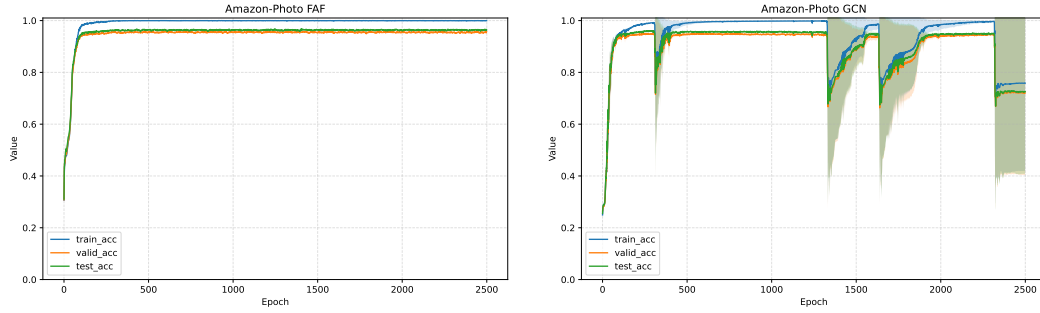 Amazon-Photo FAF
1.0
0.8
0.6
0.4
0.2
0.0
Value
0 500 1000 1500 2000 2500
Epoch
train_acc
valid_acc
test_acc
Amazon-Photo GCN
1.0
0.8
0.6
0.4
0.2
0.0
Value
0 500 1000 1500 2000 2500
Epoch
train_acc
valid_acc
test_acc